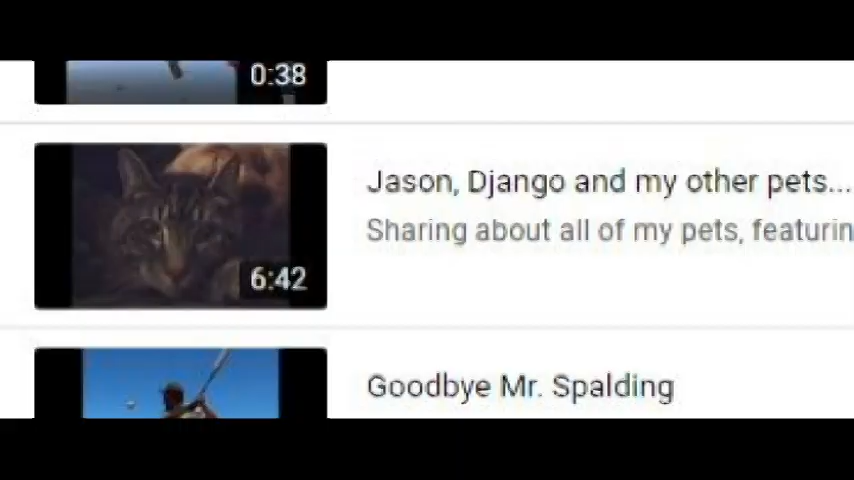 0:38
Jason, Django and my other pets...
Sharing about all of my pets, featurin
6:42
Goodbye Mr. Spalding